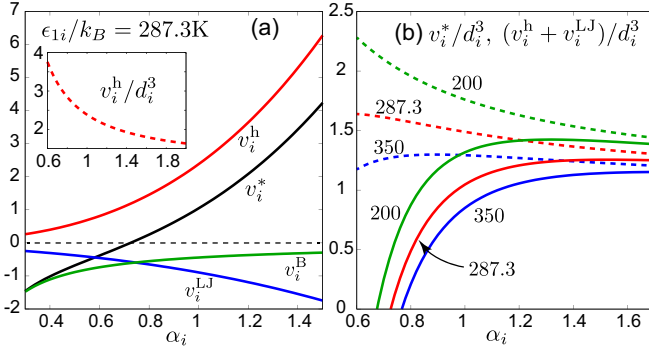 (a)
ϵ₁ᵢ/k_B = 287.3K
7
6
5
4
3
2
1
0
-1
-2
4
3
2
vᵢʰ/dᵢ³
0.6 1 1.4 1.8
vᵢʰ
vᵢ*
vᵢᴮ
vᵢᴸᴶ
0.4 0.6 0.8 1 1.2 1.4
αᵢ
(b) vᵢ*/dᵢ³, (vᵢʰ + vᵢᴸᴶ)/dᵢ³
2.5
2
1.5
1
0.5
0
200
287.3
350
200
350
287.3
0.6 0.8 1 1.2 1.4 1.6
αᵢ